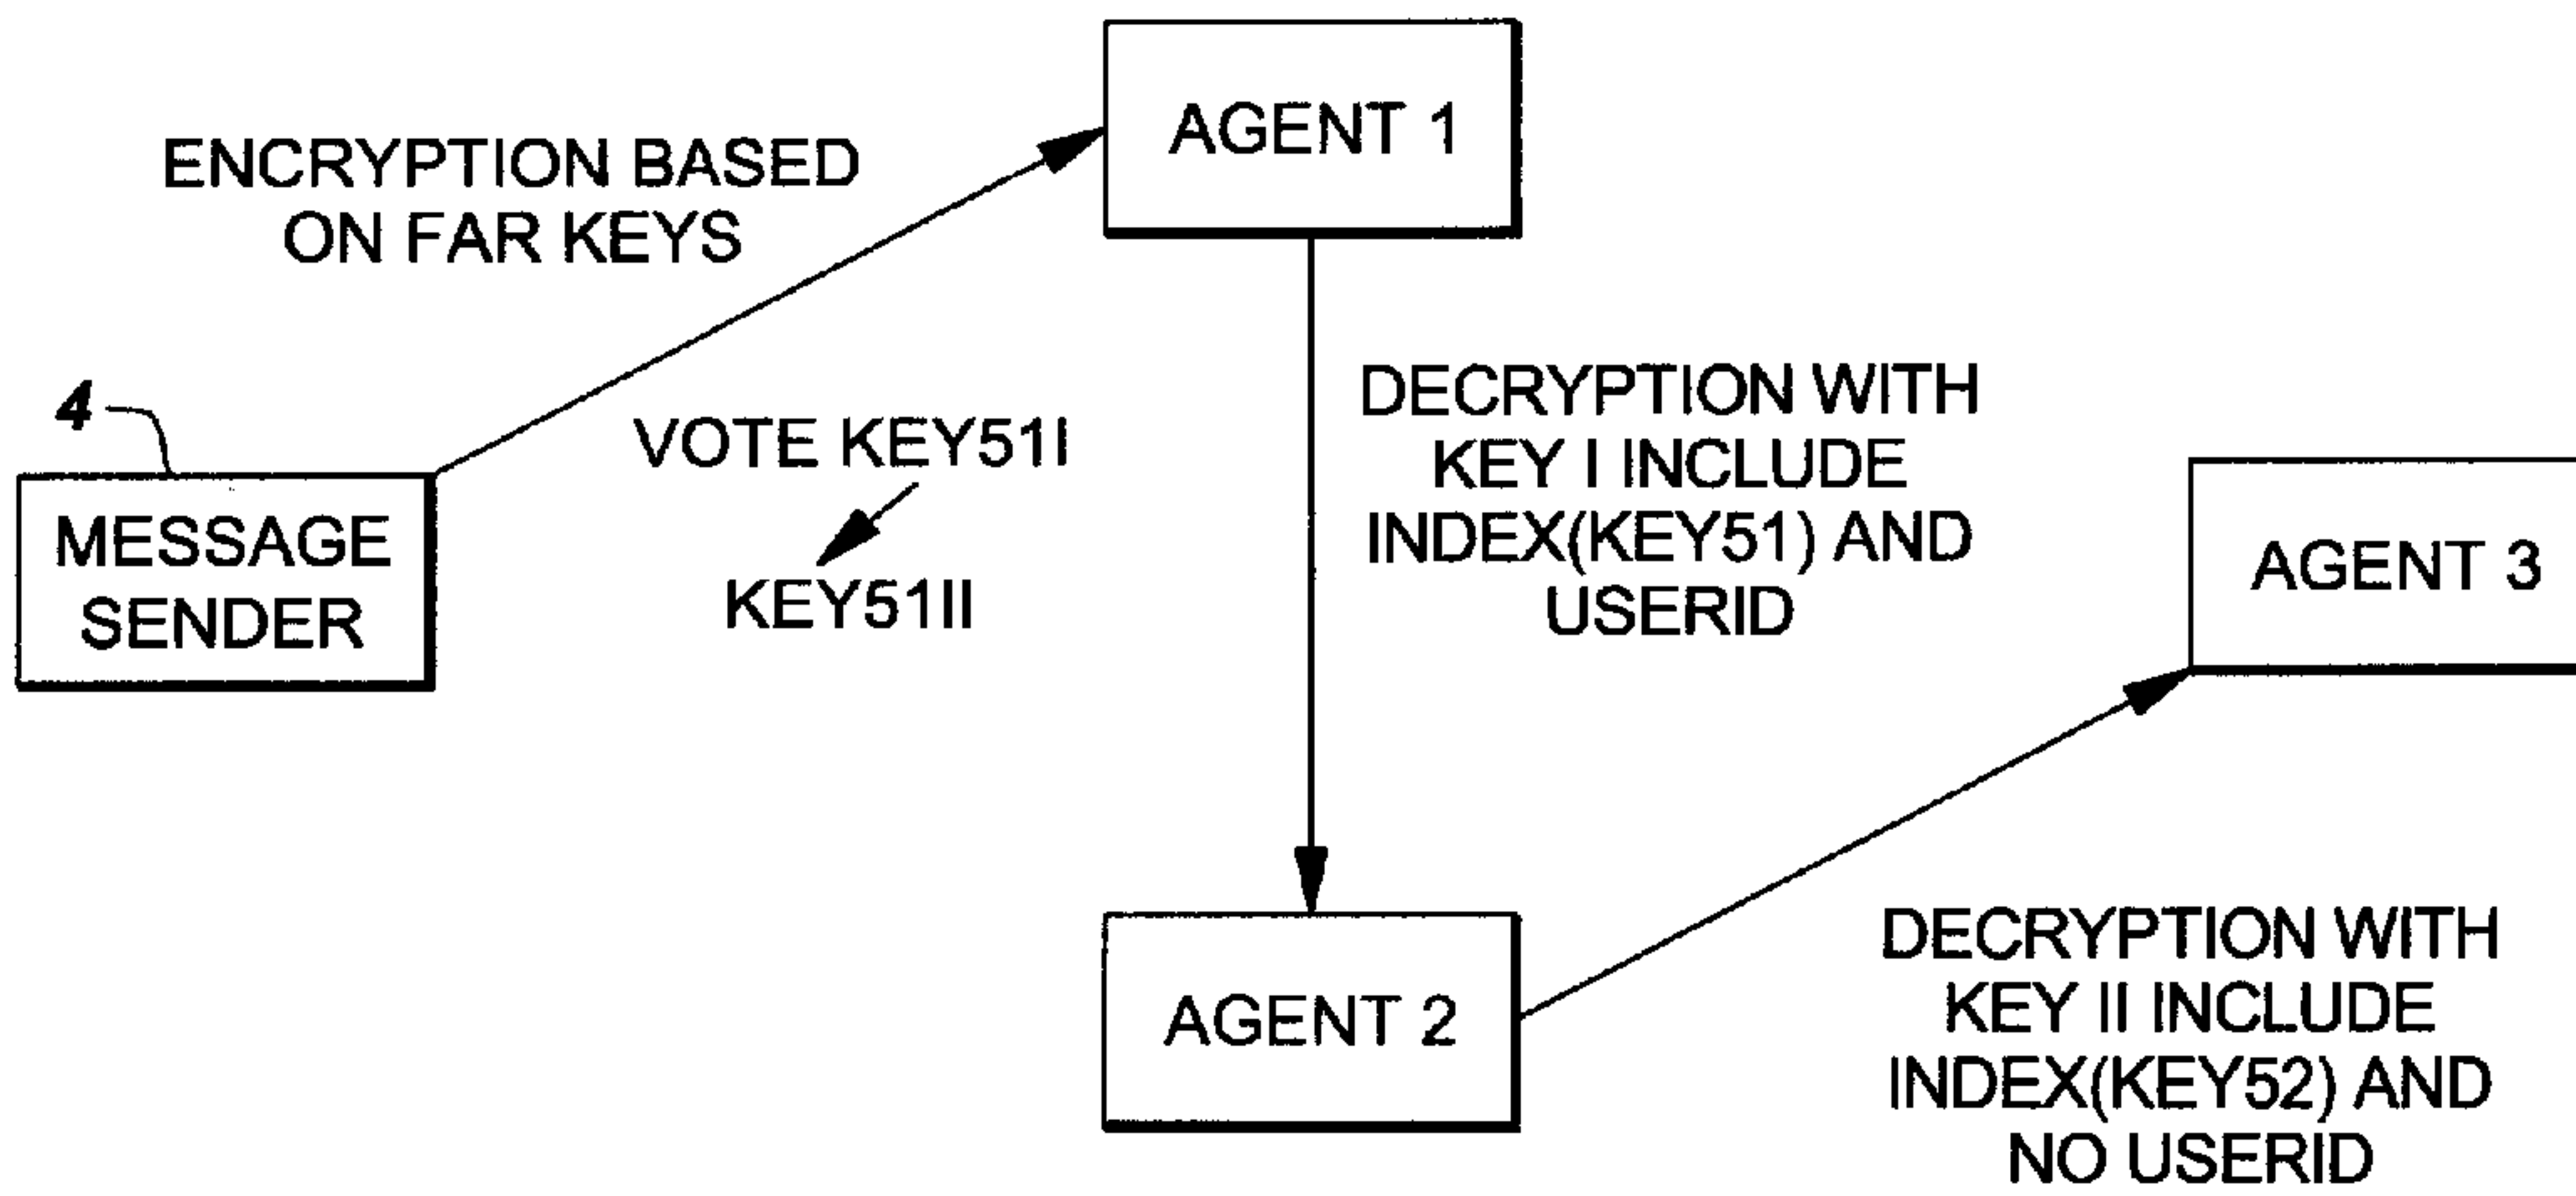 AGENT 1
ENCRYPTION BASED
ON FAR KEYS
4
MESSAGE
SENDER
VOTE KEY51I
KEY51II
DECRYPTION WITH
KEY I INCLUDE
INDEX(KEY51) AND
USERID
AGENT 3
AGENT 2
DECRYPTION WITH
KEY II INCLUDE
INDEX(KEY52) AND
NO USERID